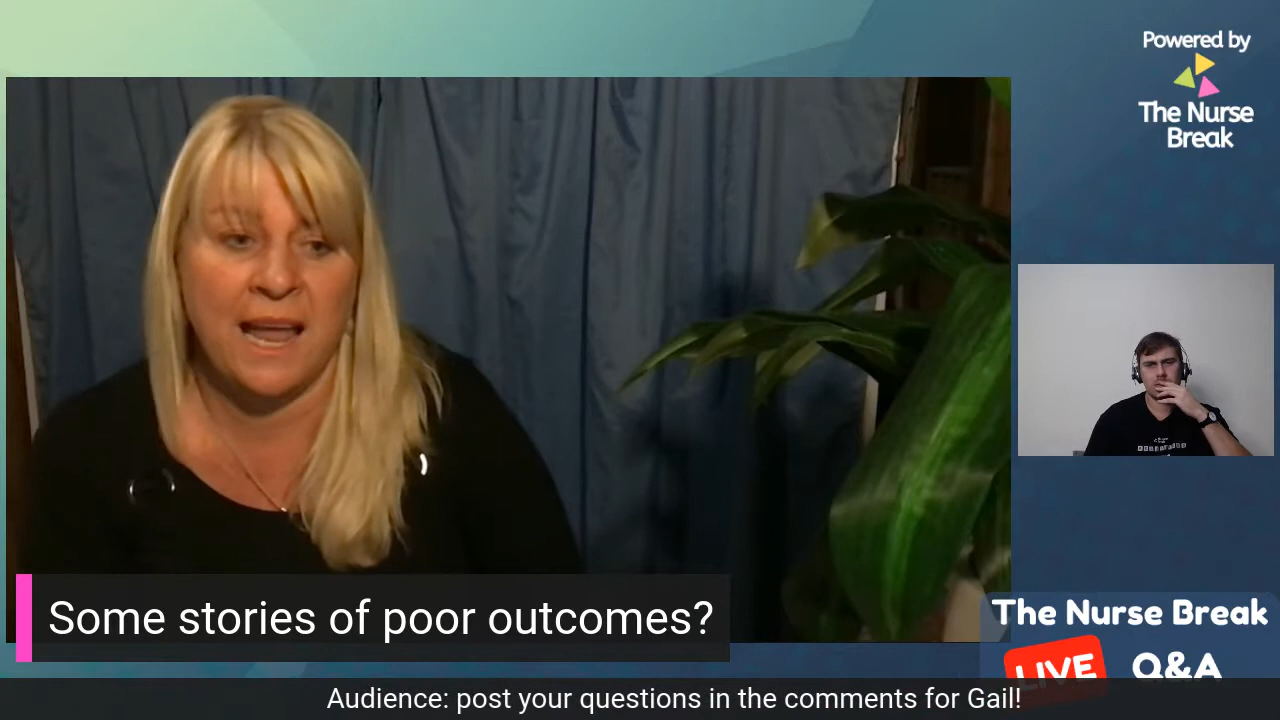 Powered by
The Nurse
Break
Some stories of poor outcomes?
The Nurse Break
LIVE Q&A
Audience: post your questions in the comments for Gail!